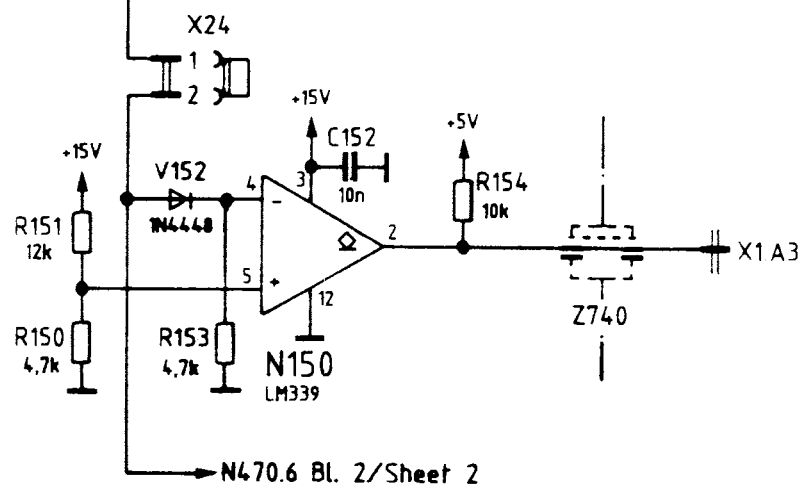 X24
1
2
+15V
C152
10n
3
+5V
R154
10k
+15V
V152
1N4448
4
-
R151
12k
2
X1.A3
5
+
12
Z740
R150
4,7k
R153
4,7k
N150
LM339
N470.6 Bl. 2/Sheet 2